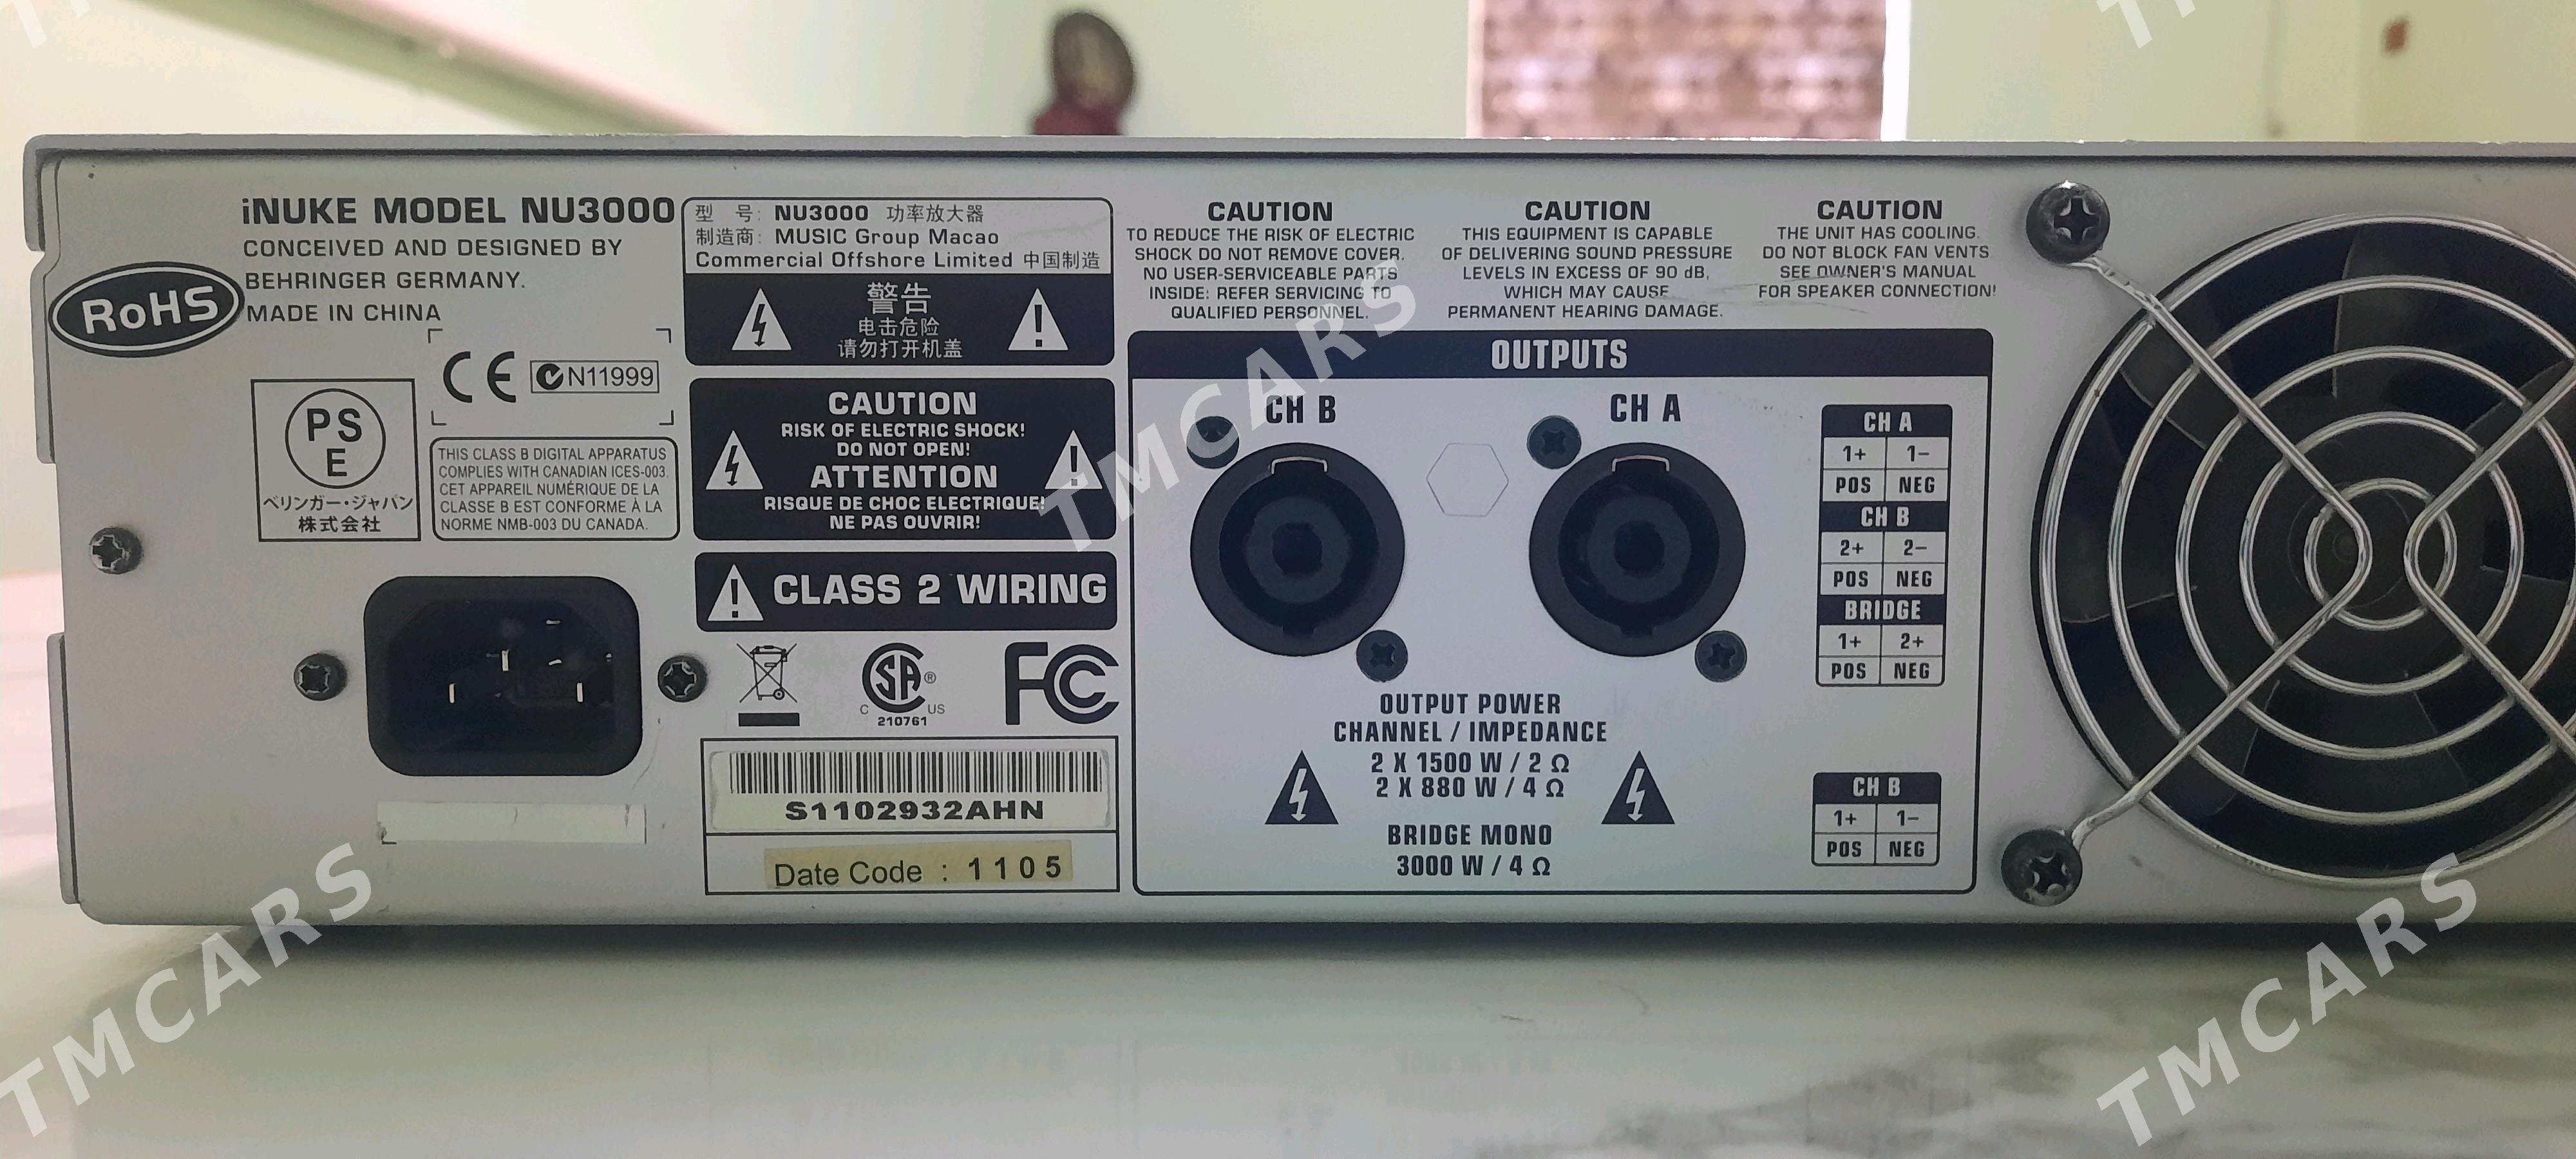 iNUKE MODEL NU3000
CONCEIVED AND DESIGNED BY
BEHRINGER GERMANY.
MADE IN CHINA
RoHS
CE
N11999
PS
E
ベリンガー・ジャパン
株式会社
THIS CLASS B DIGITAL APPARATUS
COMPLIES WITH CANADIAN ICES-003.
CET APPAREIL NUMÉRIQUE DE LA
CLASSE B EST CONFORME À LA
NORME NMB-003 DU CANADA.
型 号: NU3000 功率放大器
制造商: MUSIC Group Macao
Commercial Offshore Limited 中国制造
警告
电击危险
请勿打开机盖
CAUTION
RISK OF ELECTRIC SHOCK!
DO NOT OPEN!
ATTENTION
RISQUE DE CHOC ELECTRIQUE!
NE PAS OUVRIR!
CLASS 2 WIRING
SA®
C US
210761
FC
S1102932AHN
Date Code : 1105
CAUTION
TO REDUCE THE RISK OF ELECTRIC
SHOCK DO NOT REMOVE COVER.
NO USER-SERVICEABLE PARTS
INSIDE: REFER SERVICING TO
QUALIFIED PERSONNEL.
CAUTION
THIS EQUIPMENT IS CAPABLE
OF DELIVERING SOUND PRESSURE
LEVELS IN EXCESS OF 90 dB,
WHICH MAY CAUSE
PERMANENT HEARING DAMAGE.
CAUTION
THE UNIT HAS COOLING.
DO NOT BLOCK FAN VENTS
SEE OWNER'S MANUAL
FOR SPEAKER CONNECTION!
OUTPUTS
CH B
CH A
OUTPUT POWER
CHANNEL / IMPEDANCE
2 X 1500 W / 2 Ω
2 X 880 W / 4 Ω
BRIDGE MONO
3000 W / 4 Ω
CH A
1+ 1-
POS NEG
CH B
2+ 2-
POS NEG
BRIDGE
1+ 2+
POS NEG
CH B
1+ 1-
POS NEG
TMCARS
TMCARS
TMCARS